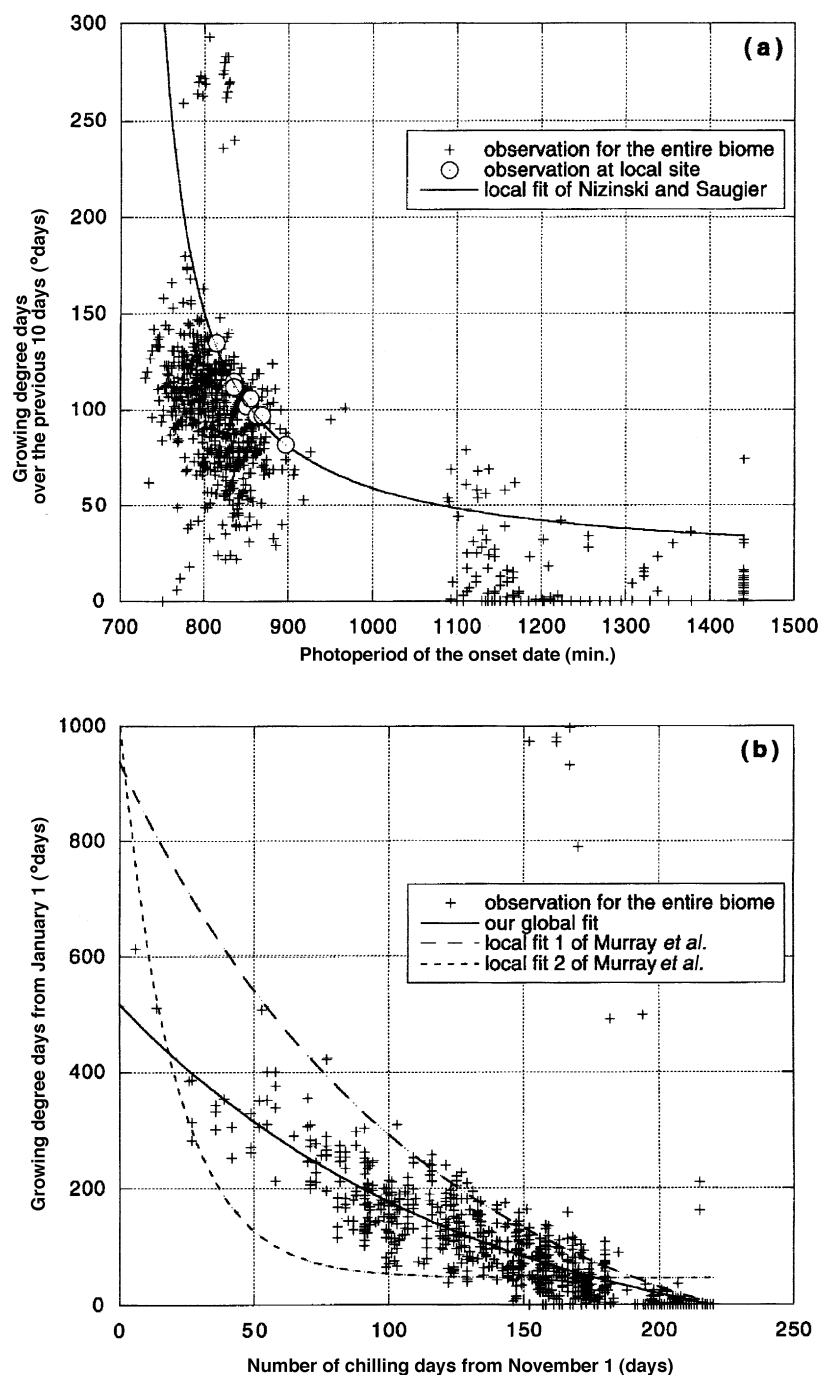 300
250
200
150
100
50
0
Growing degree days
over the previous 10 days (°days)
(a)
observation for the entire biome
observation at local site
local fit of Nizinski and Saugier
700 800 900 1000 1100 1200 1300 1400 1500
Photoperiod of the onset date (min.)
1000
800
600
400
200
0
Growing degree days from January 1 (°days)
(b)
observation for the entire biome
our global fit
local fit 1 of Murray et al.
local fit 2 of Murray et al.
0 50 100 150 200 250
Number of chilling days from November 1 (days)